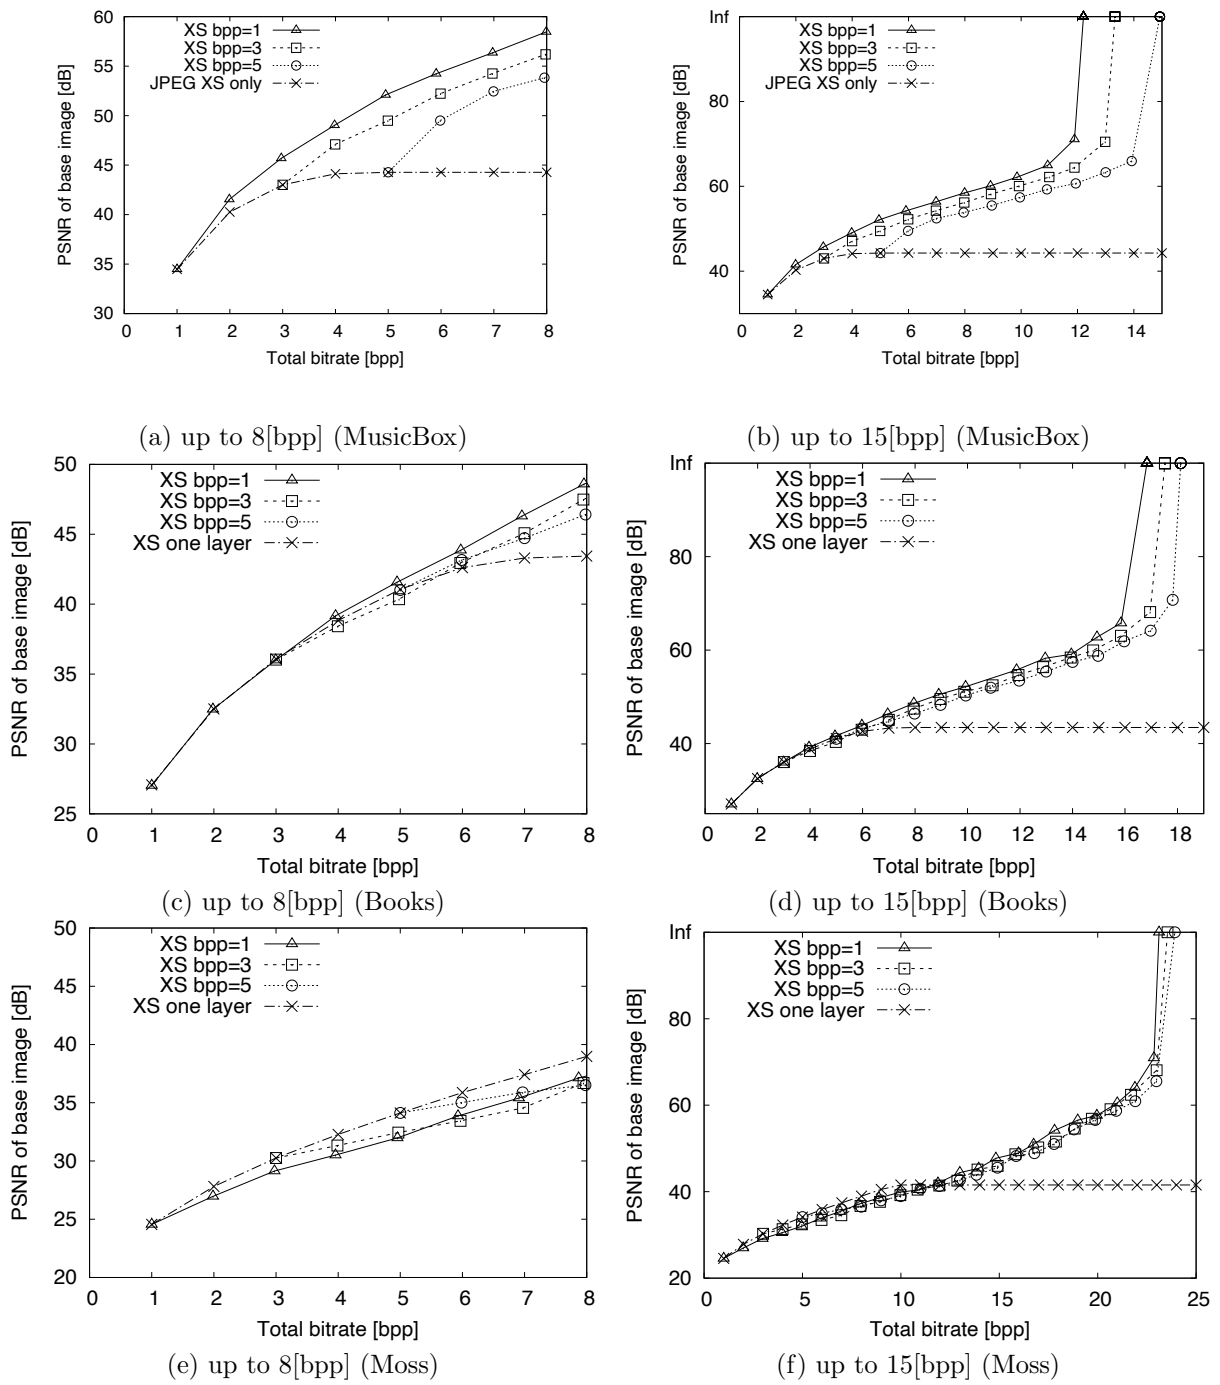 60
55
50
45
40
35
30
0 1 2 3 4 5 6 7 8
PSNR of base image [dB]
Total bitrate [bpp]
XS bpp=1
XS bpp=3
XS bpp=5
JPEG XS only
(a) up to 8[bpp] (MusicBox)
Inf
80
60
40
0 2 4 6 8 10 12 14
PSNR of base image [dB]
Total bitrate [bpp]
XS bpp=1
XS bpp=3
XS bpp=5
JPEG XS only
(b) up to 15[bpp] (MusicBox)
50
45
40
35
30
25
0 1 2 3 4 5 6 7 8
PSNR of base image [dB]
Total bitrate [bpp]
XS bpp=1
XS bpp=3
XS bpp=5
XS one layer
(c) up to 8[bpp] (Books)
Inf
80
60
40
0 2 4 6 8 10 12 14 16 18
PSNR of base image [dB]
Total bitrate [bpp]
XS bpp=1
XS bpp=3
XS bpp=5
XS one layer
(d) up to 15[bpp] (Books)
50
45
40
35
30
25
20
0 1 2 3 4 5 6 7 8
PSNR of base image [dB]
Total bitrate [bpp]
XS bpp=1
XS bpp=3
XS bpp=5
XS one layer
(e) up to 8[bpp] (Moss)
Inf
80
60
40
20
0 5 10 15 20 25
PSNR of base image [dB]
Total bitrate [bpp]
XS bpp=1
XS bpp=3
XS bpp=5
XS one layer
(f) up to 15[bpp] (Moss)